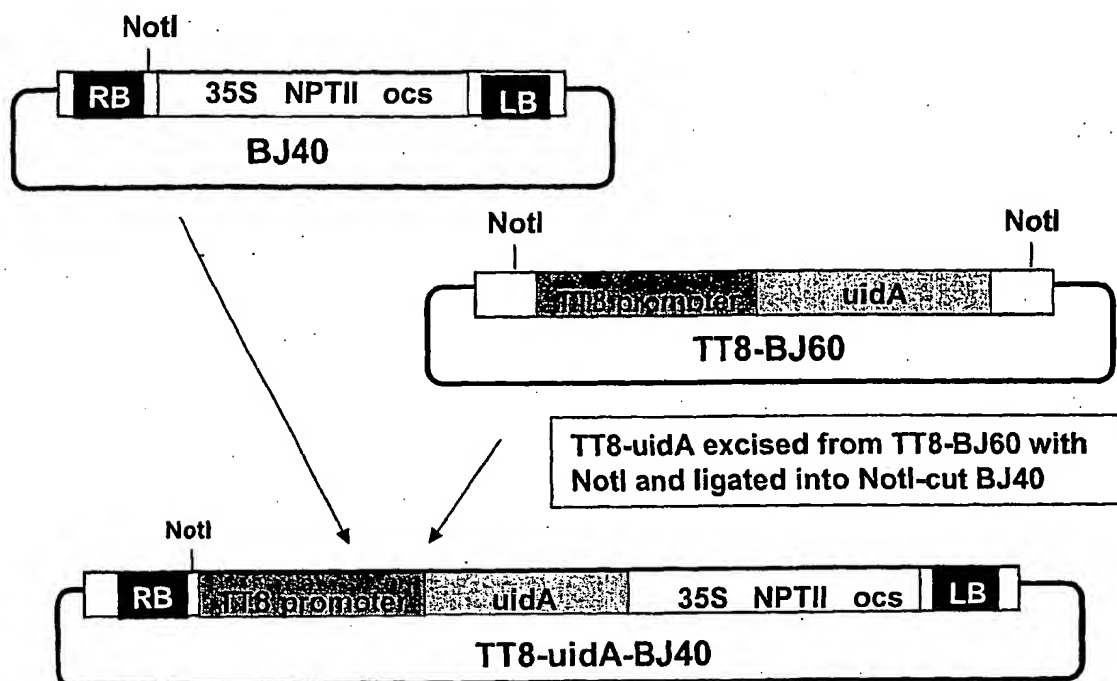 NotI
RB 35S NPTII ocs LB
BJ40
NotI NotI
TT8 promoter uidA
TT8-BJ60
TT8-uidA excised from TT8-BJ60 with
NotI and ligated into NotI-cut BJ40
NotI
RB TT8 promoter uidA 35S NPTII ocs LB
TT8-uidA-BJ40